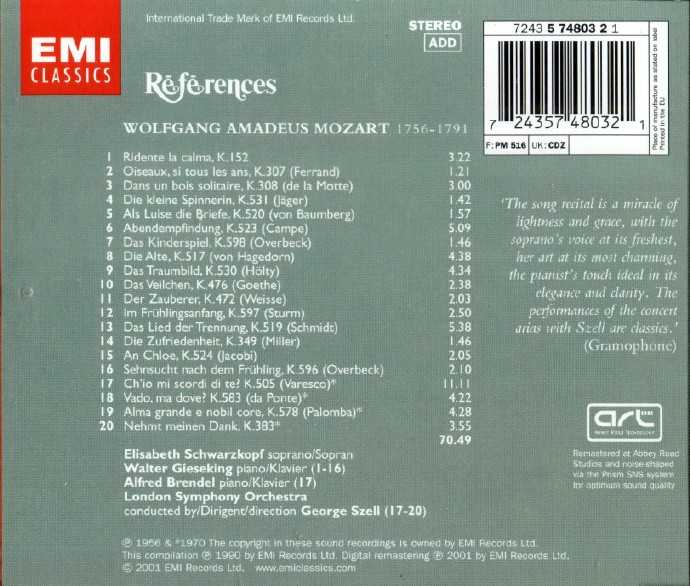 EMI
CLASSICS
International Trade Mark of EMI Records Ltd.
STEREO
ADD
7243 5 74803 2 1
7 24357 48032 1
F: PM 516 UK: CDZ
Place of manufacture as stated on label
Printed in the EU
Références
WOLFGANG AMADEUS MOZART 1756–1791
1 Ridente la calma, K.152 3.22
2 Oiseaux, si tous les ans, K.307 (Ferrand) 1.21
3 Dans un bois solitaire, K.308 (de la Motte) 3.00
4 Die kleine Spinnerin, K.531 (Jäger) 1.42
5 Als Luise die Briefe, K.520 (von Baumberg) 1.57
6 Abendempfindung, K.523 (Campe) 5.09
7 Das Kinderspiel, K.598 (Overbeck) 1.46
8 Die Alte, K.517 (von Hagedorn) 4.38
9 Das Traumbild, K.530 (Hölty) 4.34
10 Das Veilchen, K.476 (Goethe) 2.38
11 Der Zauberer, K.472 (Weisse) 2.03
12 Im Frühlingsanfang, K.597 (Sturm) 2.50
13 Das Lied der Trennung, K.519 (Schmidt) 5.38
14 Die Zufriedenheit, K.349 (Miller) 1.46
15 An Chloe, K.524 (Jacobi) 2.05
16 Sehnsucht nach dem Frühling, K.596 (Overbeck) 2.10
17 Ch'io mi scordi di te? K.505 (Varesco)* 11.11
18 Vado, ma dove? K.583 (da Ponte)* 4.22
19 Alma grande e nobil core, K.578 (Palomba)* 4.28
20 Nehmt meinen Dank, K.383* 3.55
70.49
Elisabeth Schwarzkopf soprano/Sopran
Walter Gieseking piano/Klavier (1-16)
Alfred Brendel piano/Klavier (17)
London Symphony Orchestra
conducted by/Dirigent/direction George Szell (17-20)
'The song recital is a miracle of
lightness and grace, with the
soprano's voice at its freshest,
her art at its most charming,
the pianist's touch ideal in its
elegance and clarity. The
performances of the concert
arias with Szell are classics.'
(Gramophone)
art
Abbey Road Technology
Remastered at Abbey Road
Studios and noise-shaped
via the Prism SNS system
for optimum sound quality
℗ 1956 & *1970 The copyright in these sound recordings is owned by EMI Records Ltd.
This compilation ℗ 1990 by EMI Records Ltd. Digital remastering ℗ 2001 by EMI Records Ltd.
© 2001 EMI Records Ltd. www.emiclassics.com